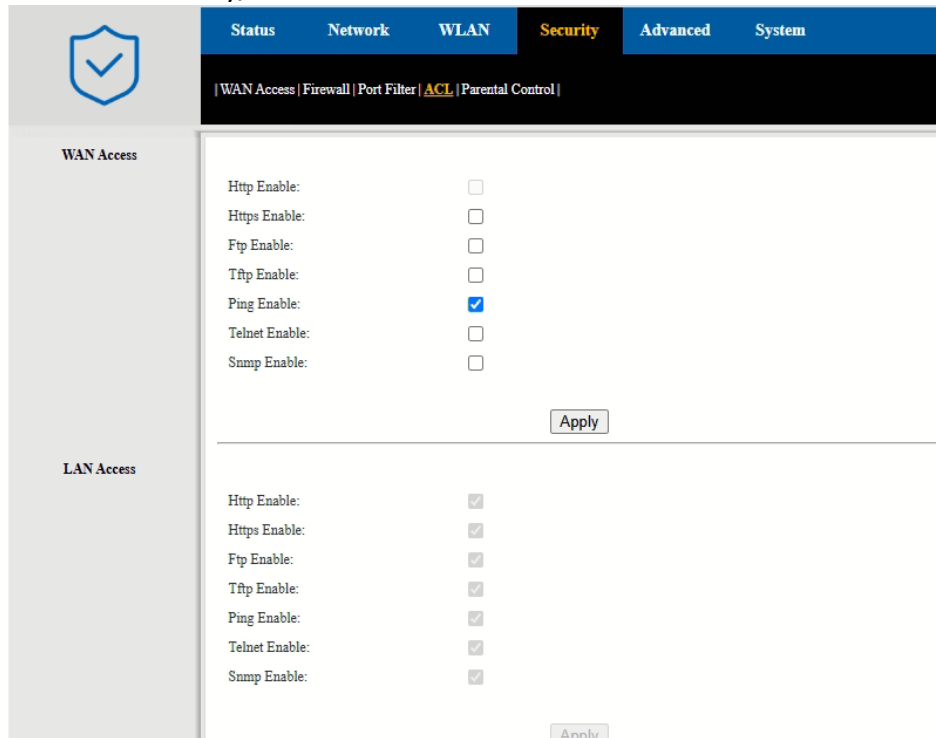 Status Network WLAN Security Advanced System
|WAN Access|Firewall|Port Filter|ACL|Parental Control|
WAN Access
Http Enable:
Https Enable:
Ftp Enable:
Tftp Enable:
Ping Enable:
Telnet Enable:
Snmp Enable:
Apply
LAN Access
Http Enable:
Https Enable:
Ftp Enable:
Tftp Enable:
Ping Enable:
Telnet Enable:
Snmp Enable:
Apply